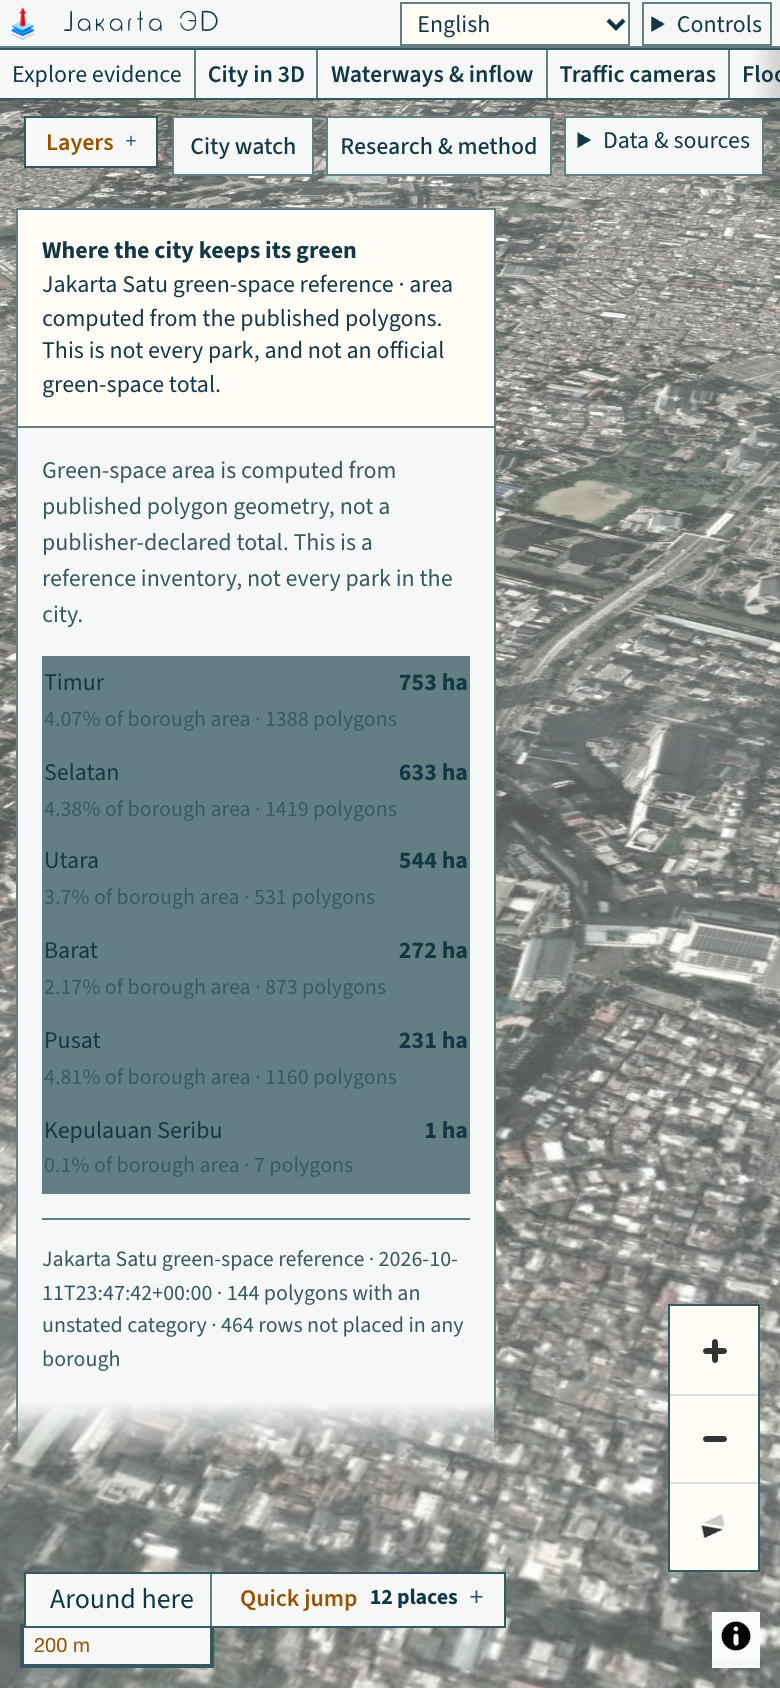 Jakarta 3D
English
Controls
Explore evidence
City in 3D
Waterways & inflow
Traffic cameras
Layers +
City watch
Research & method
Data & sources
Where the city keeps its green
Jakarta Satu green-space reference · area
computed from the published polygons.
This is not every park, and not an official
green-space total.
Green-space area is computed from
published polygon geometry, not a
publisher-declared total. This is a
reference inventory, not every park in the
city.
Timur 753 ha
4.07% of borough area · 1388 polygons
Selatan 633 ha
4.38% of borough area · 1419 polygons
Utara 544 ha
3.7% of borough area · 531 polygons
Barat 272 ha
2.17% of borough area · 873 polygons
Pusat 231 ha
4.81% of borough area · 1160 polygons
Kepulauan Seribu 1 ha
0.1% of borough area · 7 polygons
Jakarta Satu green-space reference · 2026-10-
11T23:47:42+00:00 · 144 polygons with an
unstated category · 464 rows not placed in any
borough
Around here
Quick jump 12 places +
200 m